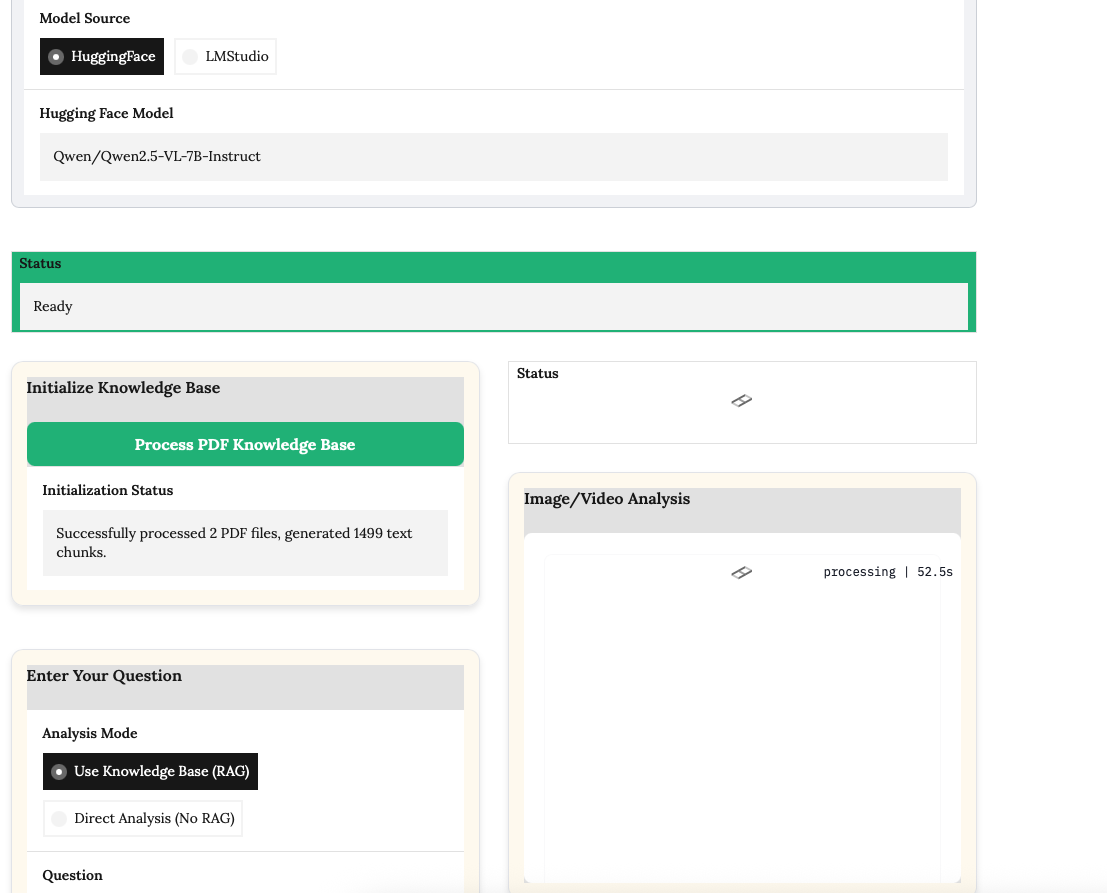 Model Source
HuggingFace
LMStudio
Hugging Face Model
Qwen/Qwen2.5-VL-7B-Instruct
Status
Ready
Initialize Knowledge Base
Process PDF Knowledge Base
Initialization Status
Successfully processed 2 PDF files, generated 1499 text
chunks.
Enter Your Question
Analysis Mode
Use Knowledge Base (RAG)
Direct Analysis (No RAG)
Question
Status
Image/Video Analysis
processing | 52.5s